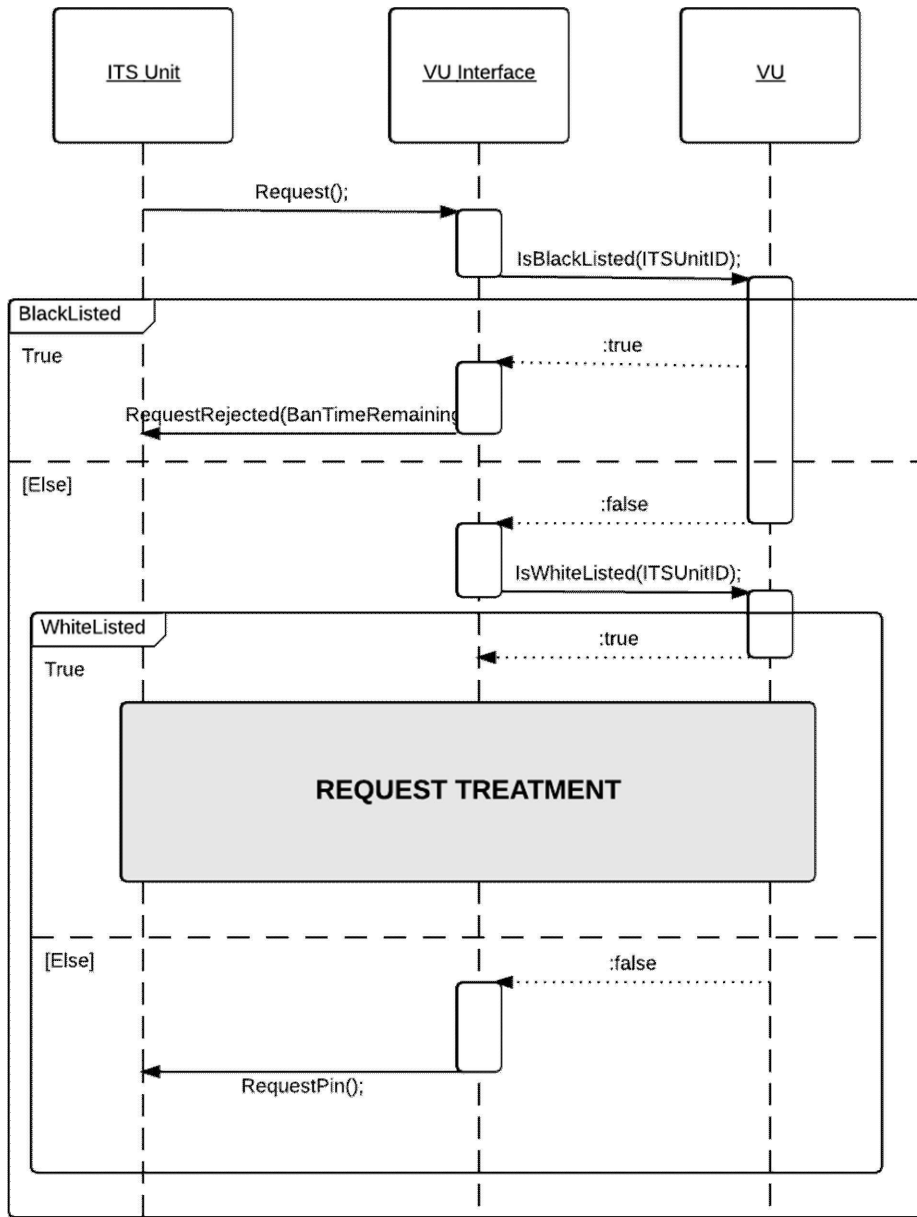 ITS Unit
VU Interface
VU
Request();
IsBlackListed(ITSUnitID);
BlackListed
True
:true
RequestRejected(BanTimeRemaining
[Else]
:false
IsWhiteListed(ITSUnitID);
WhiteListed
:true
True
REQUEST TREATMENT
[Else]
:false
RequestPin();